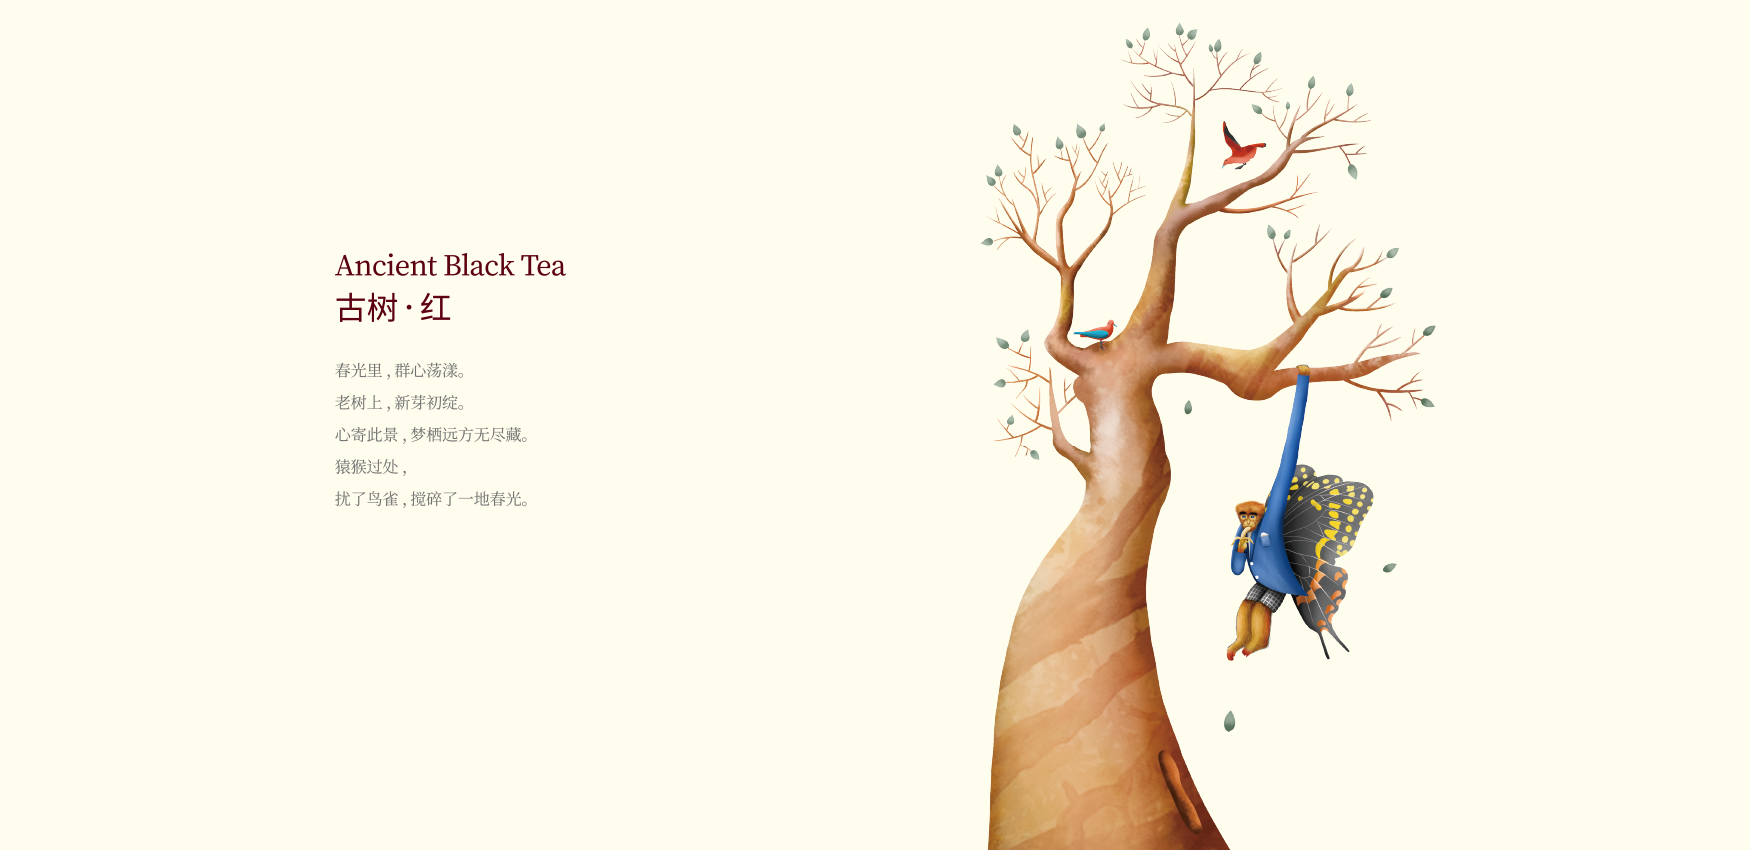 Ancient Black Tea
古树·红
春光里,群心荡漾。
老树上,新芽初绽。
心寄此景,梦栖远方无尽藏。
猿猴过处,
扰了鸟雀,搅碎了一地春光。